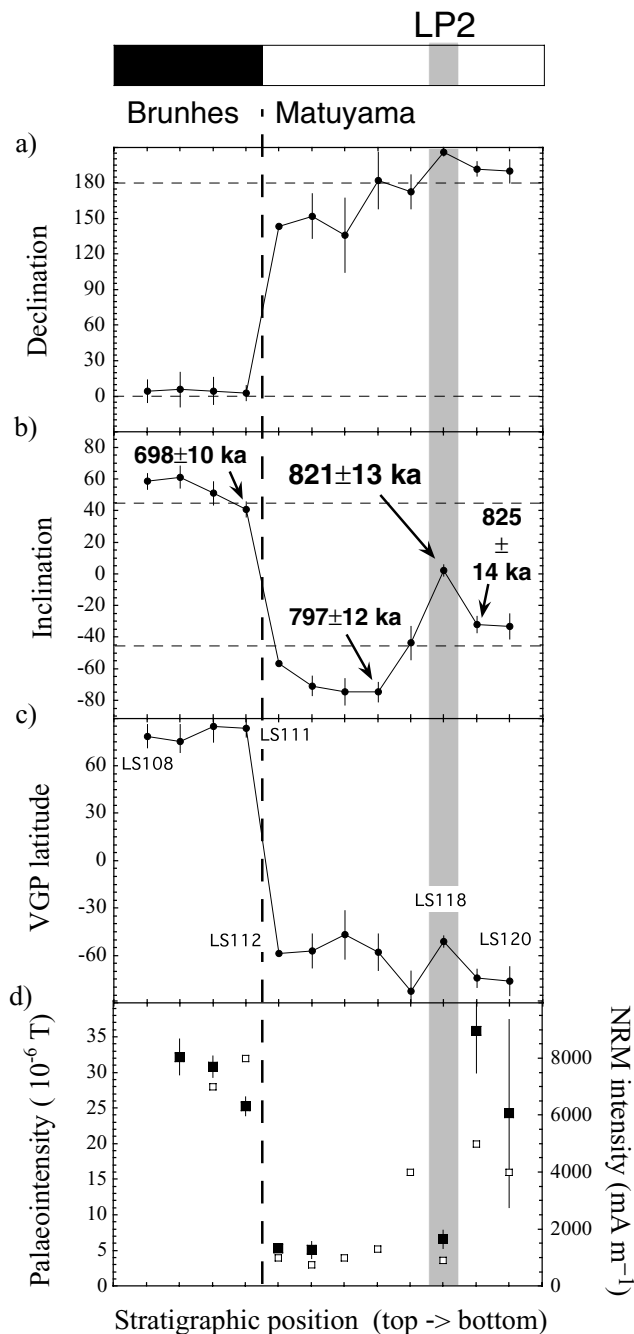 LP2
Brunhes
Matuyama
a)
Declination
180
150
120
90
60
30
0
b)
Inclination
80
60
40
20
0
-20
-40
-60
-80
698±10 ka
821±13 ka
825
±
14 ka
797±12 ka
c)
VGP latitude
60
30
0
-30
-60
LS108
LS111
LS112
LS118
LS120
d)
Palaeointensity ( 10⁻⁶ T)
35
30
25
20
15
10
5
0
8000
6000
4000
2000
0
NRM intensity (mA m⁻¹)
Stratigraphic position (top -> bottom)